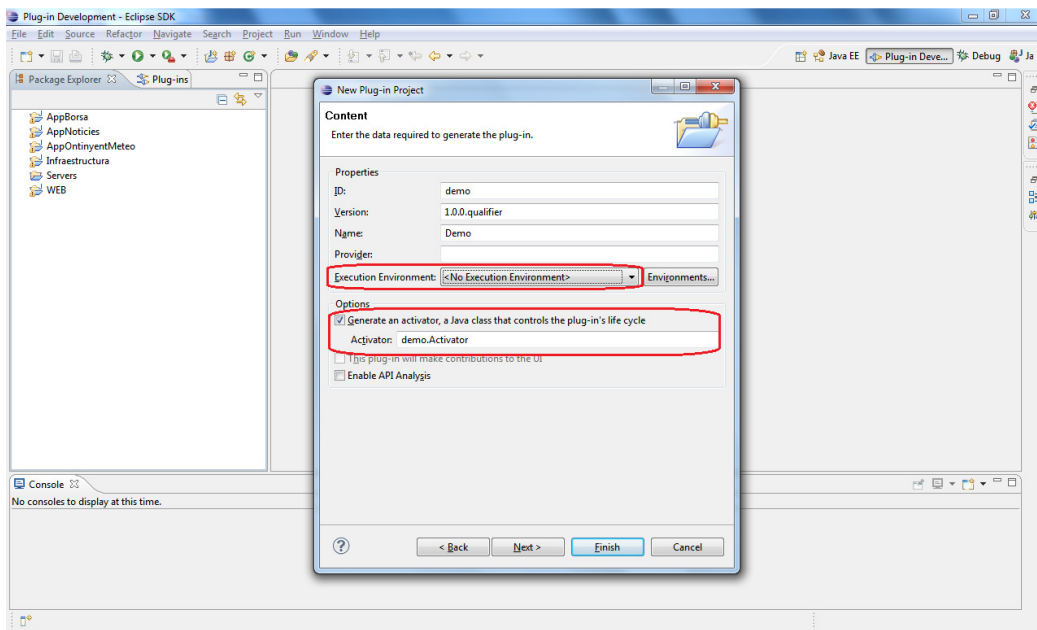 Plug-in Development - Eclipse SDK
File Edit Source Refactor Navigate Search Project Run Window Help
Java EE Plug-in Deve... Debug Ja
Package Explorer Plug-ins
AppBorsa
AppNoticies
AppOntinyentMeteo
Infraestructura
Servers
WEB
New Plug-in Project
Content
Enter the data required to generate the plug-in.
Properties
ID: demo
Version: 1.0.0.qualifier
Name: Demo
Provider:
Execution Environment: <No Execution Environment> Environments...
Options
Generate an activator, a Java class that controls the plug-in's life cycle
Activator: demo.Activator
This plug-in will make contributions to the UI
Enable API Analysis
Console
No consoles to display at this time.
< Back Next > Finish Cancel